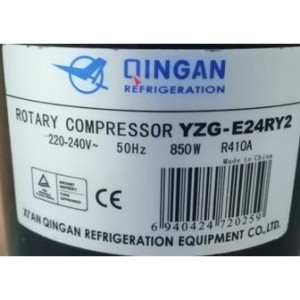 QINGAN
REFRIGERATION
ROTARY COMPRESSOR YZG-E24RY2
220-240V~ 50Hz 850W R410A
Made in China
6 940424 720259
XI'AN QINGAN REFRIGERATION EQUIPMENT CO.,LTD.